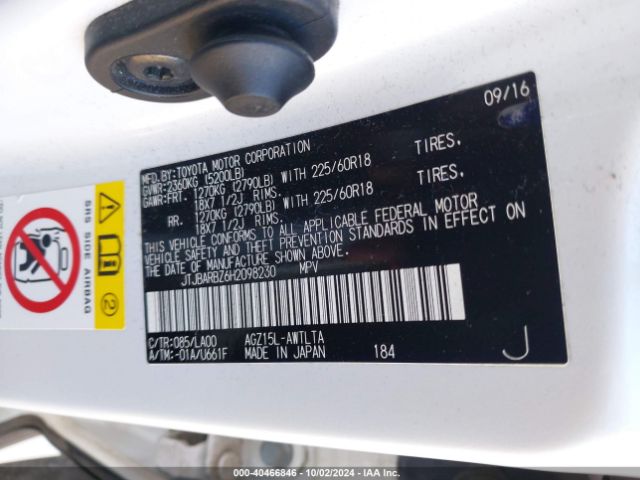 09/16
MFD.BY:TOYOTA MOTOR CORPORATION
GVWR:2360KG (5200LB)
GAWR:FRT. 1270KG (2790LB) WITH 225/60R18 TIRES,
18X7 1/2J RIMS.
RR. 1270KG (2790LB) WITH 225/60R18 TIRES,
18X7 1/2J RIMS.
THIS VEHICLE CONFORMS TO ALL APPLICABLE FEDERAL MOTOR
VEHICLE SAFETY AND THEFT PREVENTION STANDARDS IN EFFECT ON
THE DATE OF MANUFACTURE SHOWN ABOVE.
JTJBARBZ6H2098230 MPV
C/TR:085/LA00 AGZ15L-AWTLTA
A/TM:-01A/U661F MADE IN JAPAN 184 J
SRS SIDE AIRBAG
2
000-40466846 - 10/02/2024 - IAA Inc. (c)